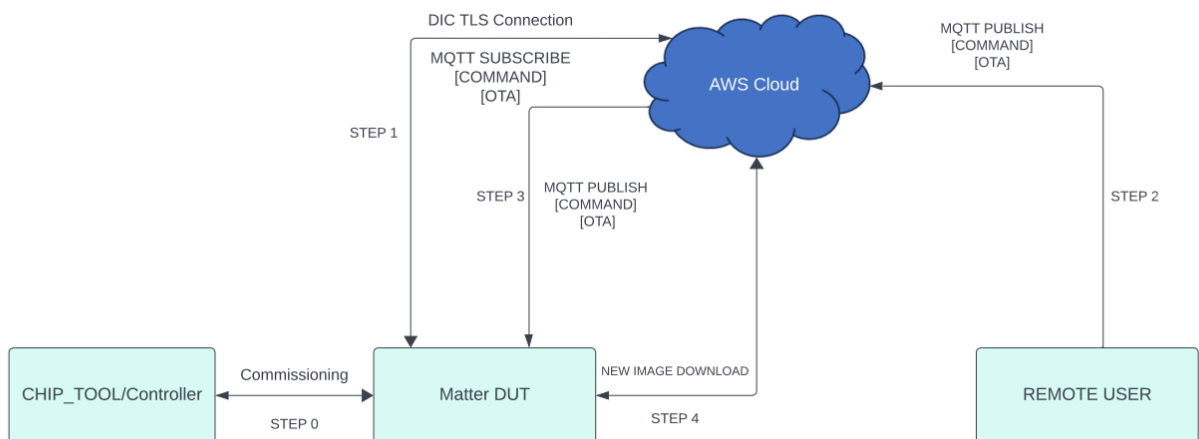 DIC TLS Connection
MQTT SUBSCRIBE
[COMMAND]
[OTA]
STEP 1
AWS Cloud
MQTT PUBLISH
[COMMAND]
[OTA]
STEP 3
MQTT PUBLISH
[COMMAND]
[OTA]
STEP 2
CHIP_TOOL/Controller
Commissioning
STEP 0
Matter DUT
NEW IMAGE DOWNLOAD
STEP 4
REMOTE USER